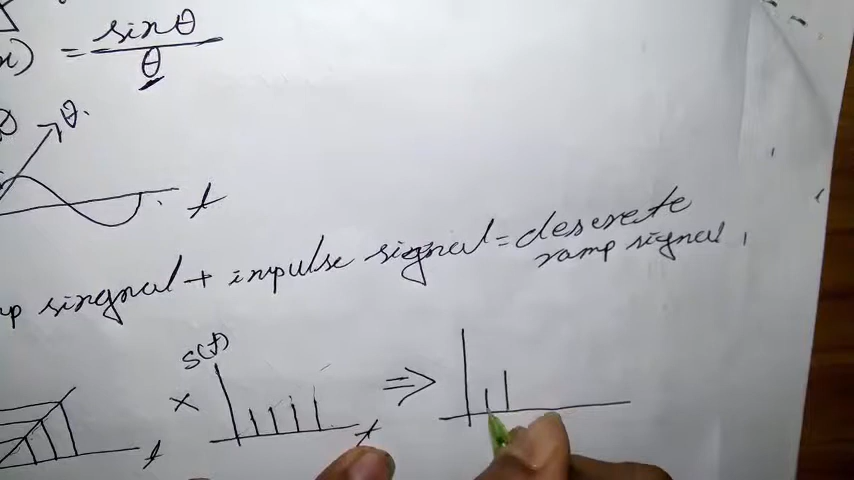 x) = sinθ
θ
θ.
t
p singnal + impulse signal = descrete
ramp signal,
s(t)
× ⇒
t t